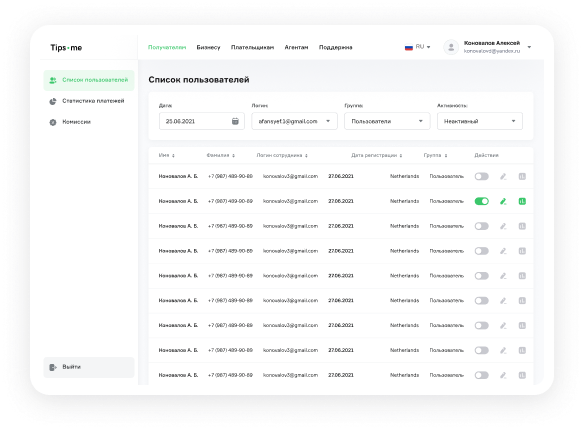 Tips-me
Получателям Бизнесу Плательщикам Агентам Поддержка
RU
Коновалов Алексей
konovalovd@yandex.ru
Список пользователей
Статистика платежей
Комиссии
Выйти
Список пользователей
Дата: Логин: Группа: Активность:
25.06.2021 afansyef1@gmail.com Пользователи Неактивный
Имя Фамилия Логин сотрудника Дата регистрации Группа Действие
Коновалов А. Б. +7 (987) 489-90-89 konovalov3@gmail.com 27.06.2021 Netherlands Пользователь
Коновалов А. Б. +7 (987) 489-90-89 konovalov3@gmail.com 27.06.2021 Netherlands Пользователь
Коновалов А. Б. +7 (987) 489-90-89 konovalov3@gmail.com 27.06.2021 Netherlands Пользователь
Коновалов А. Б. +7 (987) 489-90-89 konovalov3@gmail.com 27.06.2021 Netherlands Пользователь
Коновалов А. Б. +7 (987) 489-90-89 konovalov3@gmail.com 27.06.2021 Netherlands Пользователь
Коновалов А. Б. +7 (987) 489-90-89 konovalov3@gmail.com 27.06.2021 Netherlands Пользователь
Коновалов А. Б. +7 (987) 489-90-89 konovalov3@gmail.com 27.06.2021 Netherlands Пользователь
Коновалов А. Б. +7 (987) 489-90-89 konovalov3@gmail.com 27.06.2021 Netherlands Пользователь
Коновалов А. Б. +7 (987) 489-90-89 konovalov3@gmail.com 27.06.2021 Netherlands Пользователь